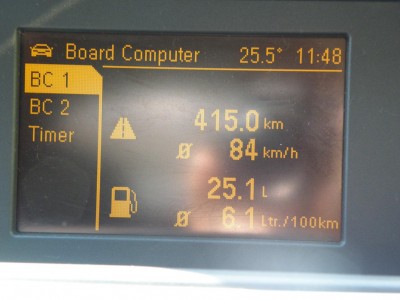 Board Computer 25.5° 11:48
BC 1
BC 2
Timer
415.0 km
Ø 84 km/h
25.1 l
Ø 6.1 Ltr./100km